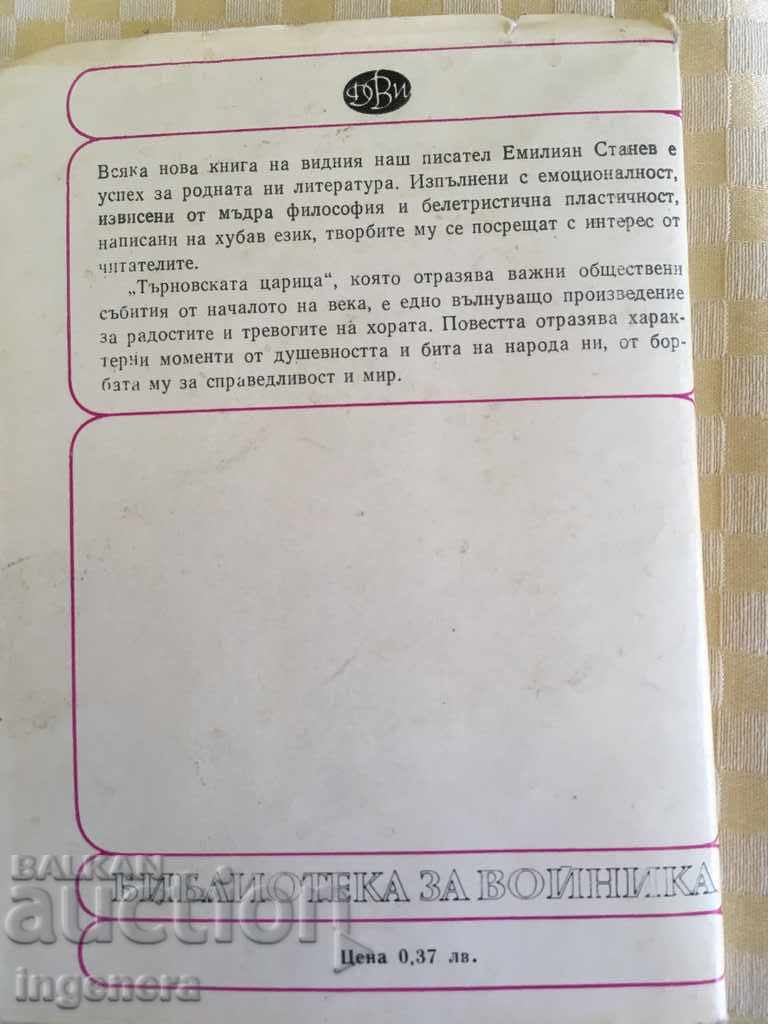 ДВИ
Всяка нова книга на видния наш писател Емилиян Станев е
успех за родната ни литература. Изпълнени с емоционалност,
извисени от мъдра философия и белетристична пластичност,
написани на хубав език, творбите му се посрещат с интерес от
читателите.
„Търновската царица“, която отразява важни обществени
събития от началото на века, е едно вълнуващо произведение
за радостите и тревогите на хората. Повестта отразява харак-
терни моменти от душевността и бита на народа ни, от бор-
бата му за справедливост и мир.
БИБЛИОТЕКА ЗА ВОЙНИКА
Цена 0,37 лв.
BALKAN
auction
ingenera